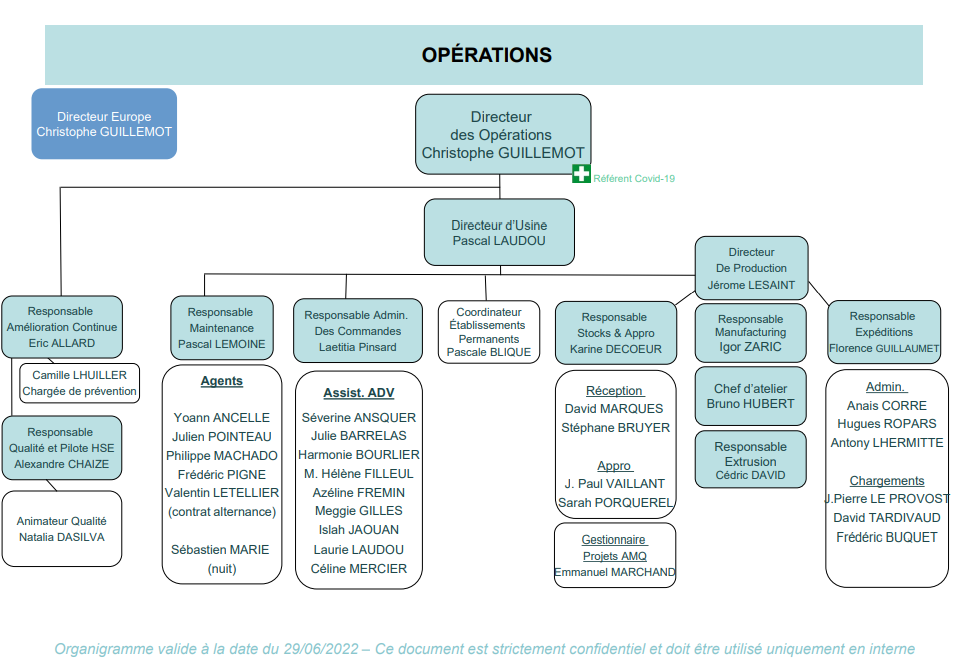 OPÉRATIONS
Directeur Europe
Christophe GUILLEMOT
Directeur
des Opérations
Christophe GUILLEMOT
Référent Covid-19
Directeur d'Usine
Pascal LAUDOU
Directeur
De Production
Jérome LESAINT
Responsable
Amélioration Continue
Eric ALLARD
Camille LHUILLER
Chargée de prévention
Responsable
Qualité et Pilote HSE
Alexandre CHAIZE
Animateur Qualité
Natalia DASILVA
Responsable
Maintenance
Pascal LEMOINE
Agents
Yoann ANCELLE
Julien POINTEAU
Philippe MACHADO
Frédéric PIGNE
Valentin LETELLIER
(contrat alternance)
Sébastien MARIE
(nuit)
Responsable Admin.
Des Commandes
Laetitia Pinsard
Assist. ADV
Séverine ANSQUER
Julie BARRELAS
Harmonie BOURLIER
M. Hélène FILLEUL
Azéline FREMIN
Meggie GILLES
Islah JAOUAN
Laurie LAUDOU
Céline MERCIER
Coordinateur
Établissements
Permanents
Pascale BLIQUE
Responsable
Stocks & Appro
Karine DECOEUR
Réception
David MARQUES
Stéphane BRUYER
Appro
J. Paul VAILLANT
Sarah PORQUEREL
Gestionnaire
Projets AMQ
Emmanuel MARCHAND
Responsable
Manufacturing
Igor ZARIC
Chef d'atelier
Bruno HUBERT
Responsable
Extrusion
Cédric DAVID
Responsable
Expéditions
Florence GUILLAUMET
Admin.
Anais CORRE
Hugues ROPARS
Antony LHERMITTE
Chargements
J.Pierre LE PROVOST
David TARDIVAUD
Frédéric BUQUET
Organigramme valide à la date du 29/06/2022 – Ce document est strictement confidentiel et doit être utilisé uniquement en interne